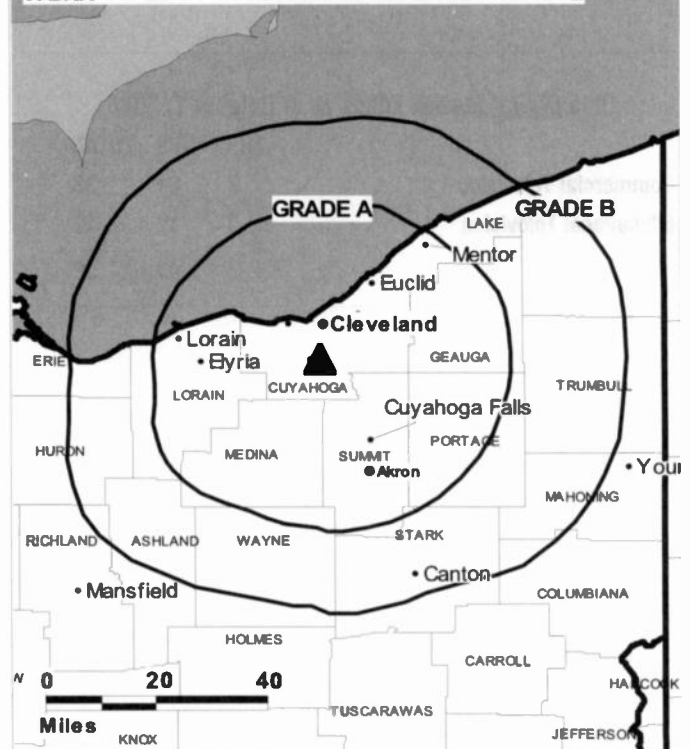 GRADE A
GRADE B
LAKE
Mentor
Euclid
Cleveland
Lorain
Elyria
ERIE
GEAUGA
CUYAHOGA
LORAIN
TRUMBULL
Cuyahoga Falls
HURON
MEDINA
SUMMIT
PORTAGE
Akron
MAHONING
RICHLAND
ASHLAND
WAYNE
STARK
Canton
Mansfield
COLUMBIANA
HOLMES
CARROLL
0 20 40
Miles
HANCOCK
TUSCARAWAS
KNOX
JEFFERSON